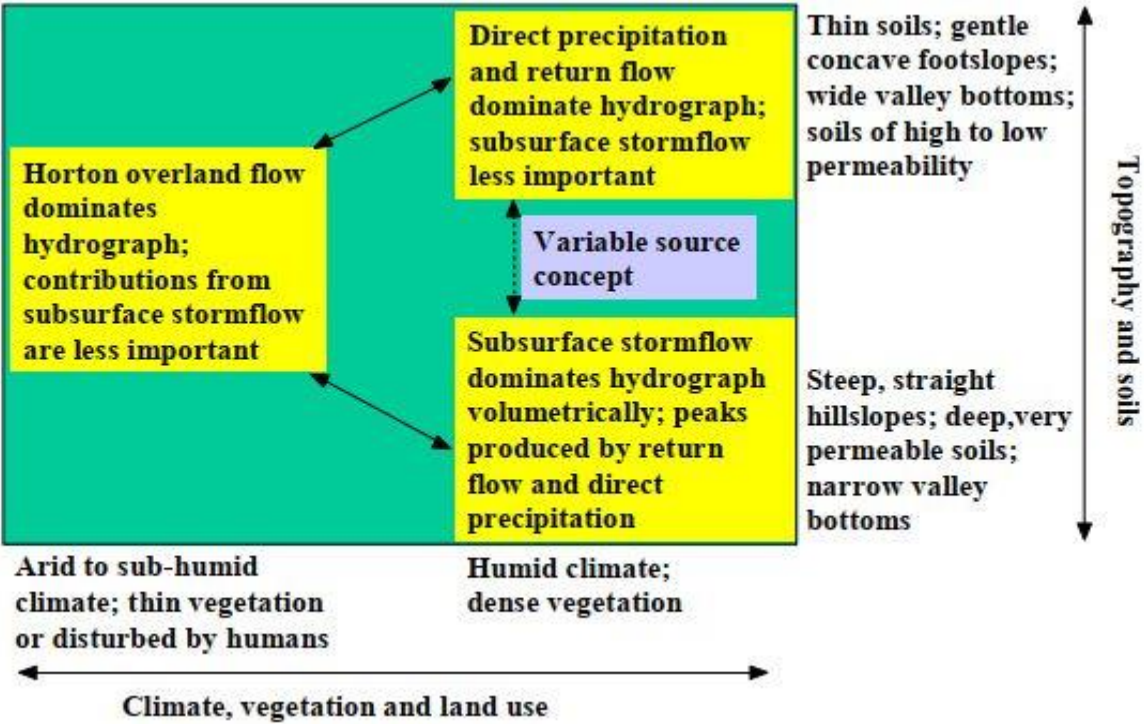 Direct precipitation
and return flow
dominate hydrograph;
subsurface stormflow
less important
Thin soils; gentle
concave footslopes;
wide valley bottoms;
soils of high to low
permeability
Horton overland flow
dominates
hydrograph;
contributions from
subsurface stormflow
are less important
Variable source
concept
Topography and soils
Subsurface stormflow
dominates hydrograph
volumetrically; peaks
produced by return
flow and direct
precipitation
Steep, straight
hillslopes; deep,very
permeable soils;
narrow valley
bottoms
Arid to sub-humid
climate; thin vegetation
or disturbed by humans
Humid climate;
dense vegetation
Climate, vegetation and land use